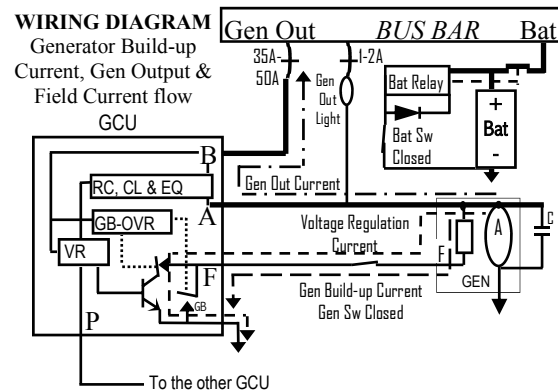 WIRING DIAGRAM
Generator Build-up
Current, Gen Output &
Field Current flow
Gen Out
BUS BAR
Bat
35A-
50A
1-2A
Gen
Out
Light
Bat Relay
Bat Sw
Closed
+
Bat
-
GCU
B
RC, CL & EQ
A
Gen Out Current
GB-OVR
VR
F
GB
P
Voltage Regulation
Current
F
A
C
GEN
Gen Build-up Current
Gen Sw Closed
To the other GCU